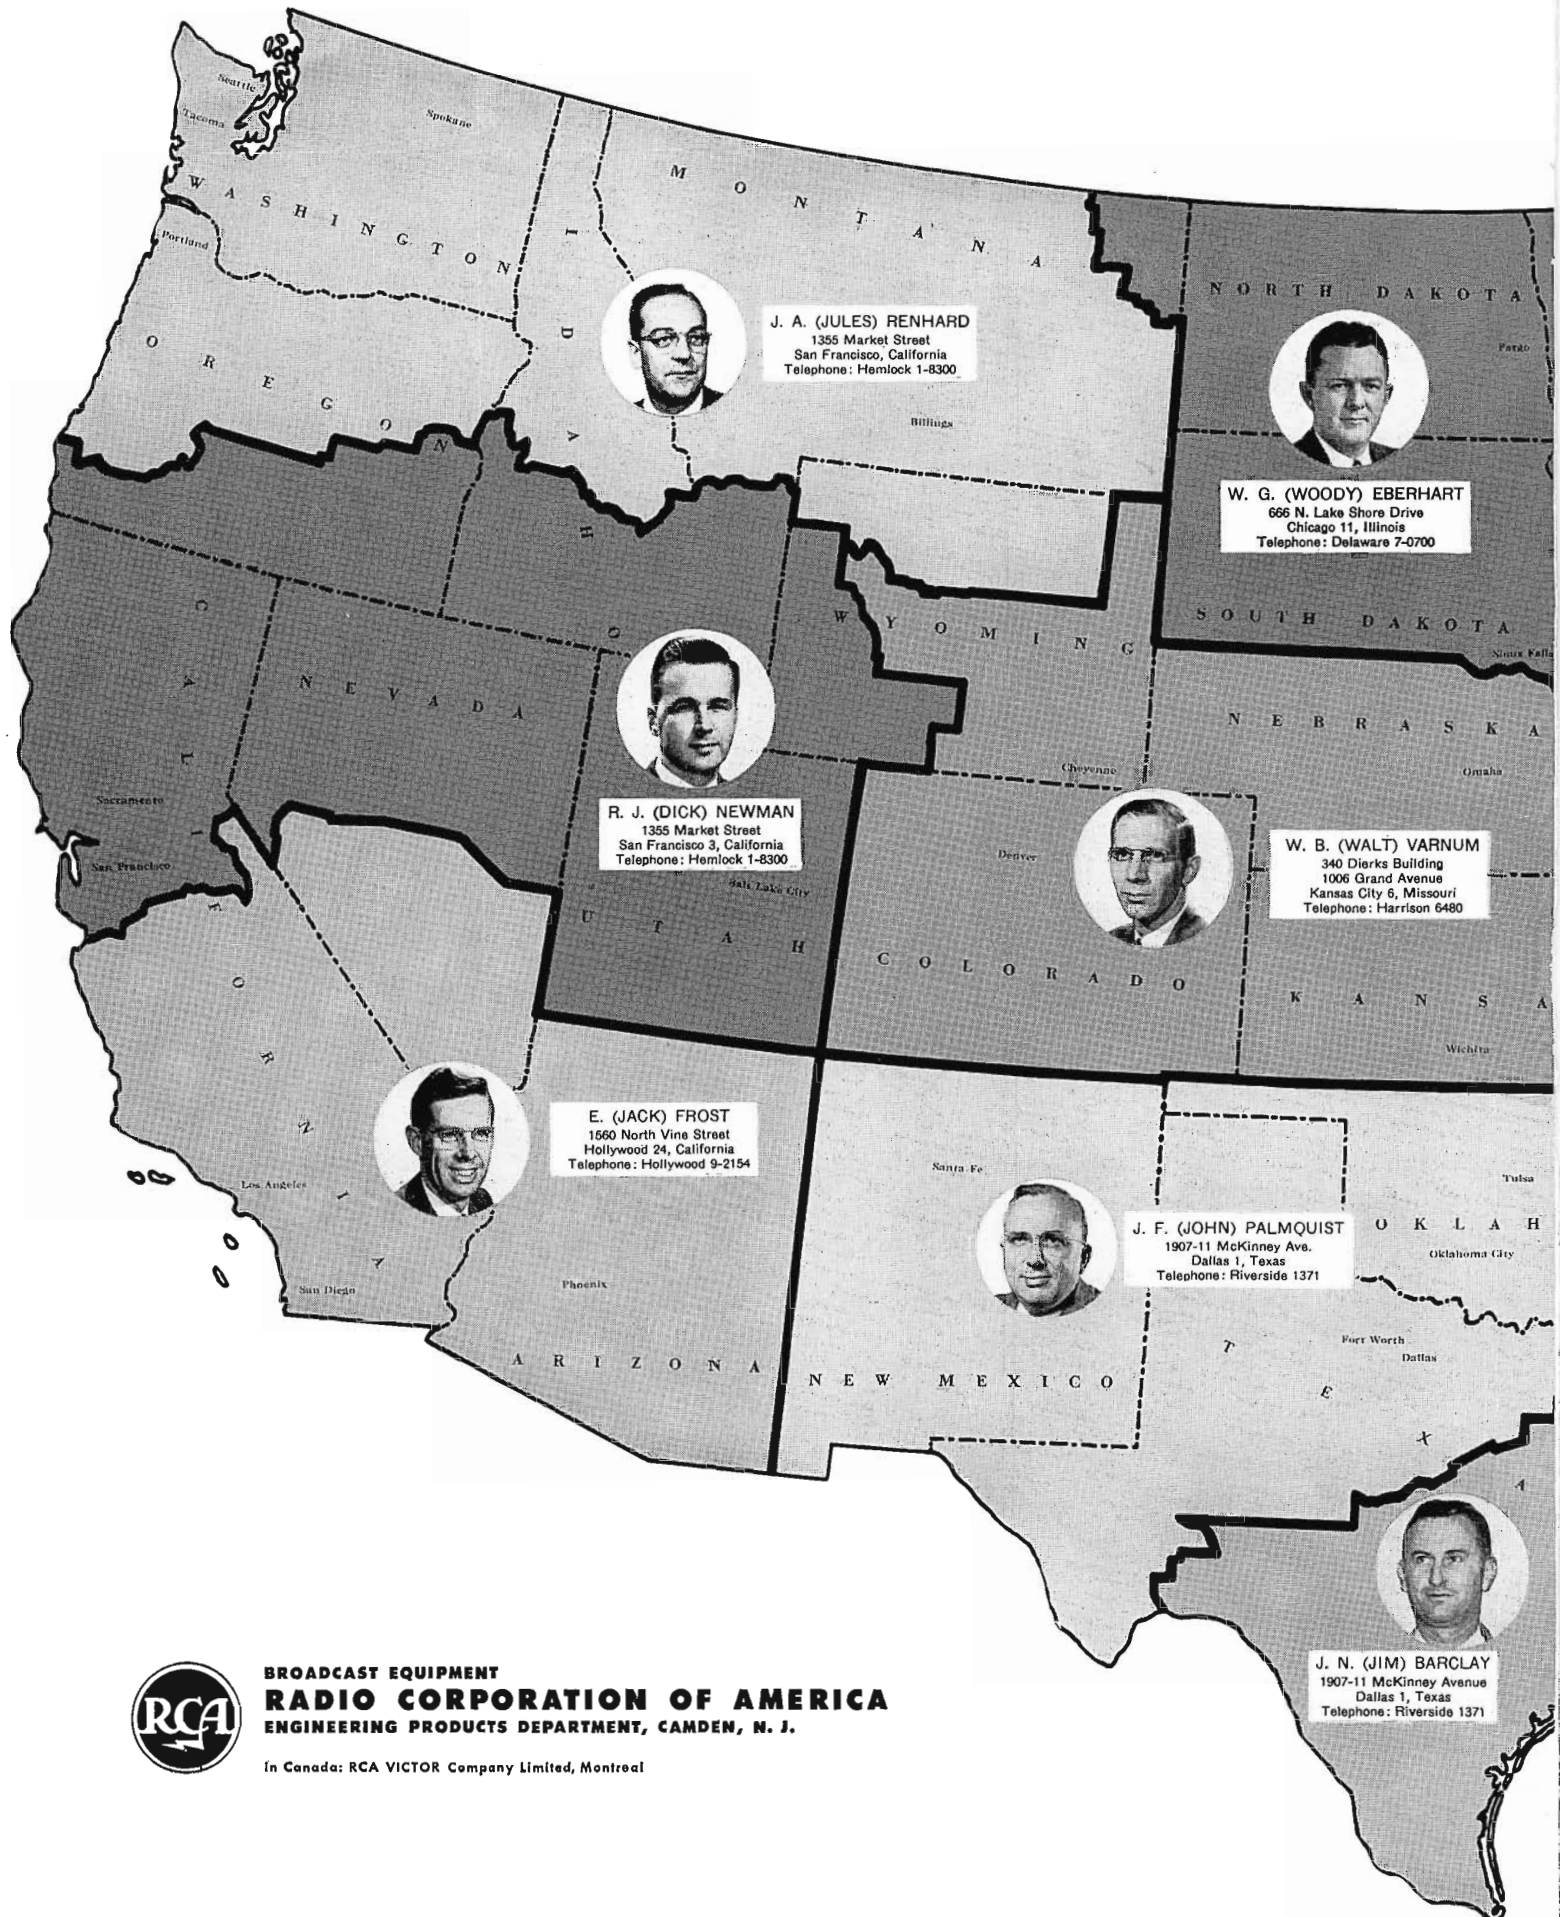 Seattle
Tacoma
Spokane
WASHINGTON
Portland
OREGON
IDAHO
MONTANA
Billings
J. A. (JULES) RENHARD
1355 Market Street
San Francisco, California
Telephone: Hemlock 1-8300
NORTH DAKOTA
Fargo
W. G. (WOODY) EBERHART
666 N. Lake Shore Drive
Chicago 11, Illinois
Telephone: Delaware 7-0700
SOUTH DAKOTA
Sioux Falls
WYOMING
Cheyenne
NEBRASKA
Omaha
CALIFORNIA
Sacramento
San Francisco
NEVADA
R. J. (DICK) NEWMAN
1355 Market Street
San Francisco 3, California
Telephone: Hemlock 1-8300
Salt Lake City
UTAH
Denver
COLORADO
W. B. (WALT) VARNUM
340 Dierks Building
1006 Grand Avenue
Kansas City 6, Missouri
Telephone: Harrison 6480
KANSA
Wichita
E. (JACK) FROST
1560 North Vine Street
Hollywood 24, California
Telephone: Hollywood 9-2154
Los Angeles
San Diego
Phoenix
ARIZONA
Santa Fe
NEW MEXICO
J. F. (JOHN) PALMQUIST
1907-11 McKinney Ave.
Dallas 1, Texas
Telephone: Riverside 1371
Tulsa
OKLAH
Oklahoma City
Fort Worth
Dallas
TEXA
J. N. (JIM) BARCLAY
1907-11 McKinney Avenue
Dallas 1, Texas
Telephone: Riverside 1371
RCA
BROADCAST EQUIPMENT
RADIO CORPORATION OF AMERICA
ENGINEERING PRODUCTS DEPARTMENT, CAMDEN, N. J.
In Canada: RCA VICTOR Company Limited, Montreal